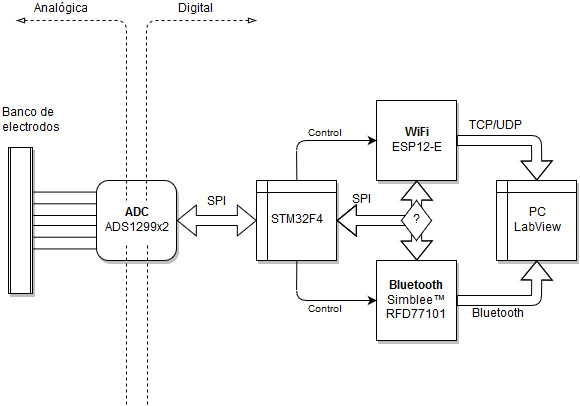 Analógica
Digital
Banco de
electrodos
ADC
ADS1299x2
SPI
STM32F4
Control
WiFi
ESP12-E
TCP/UDP
SPI
?
PC
LabView
Control
Bluetooth
Simblee™
RFD77101
Bluetooth